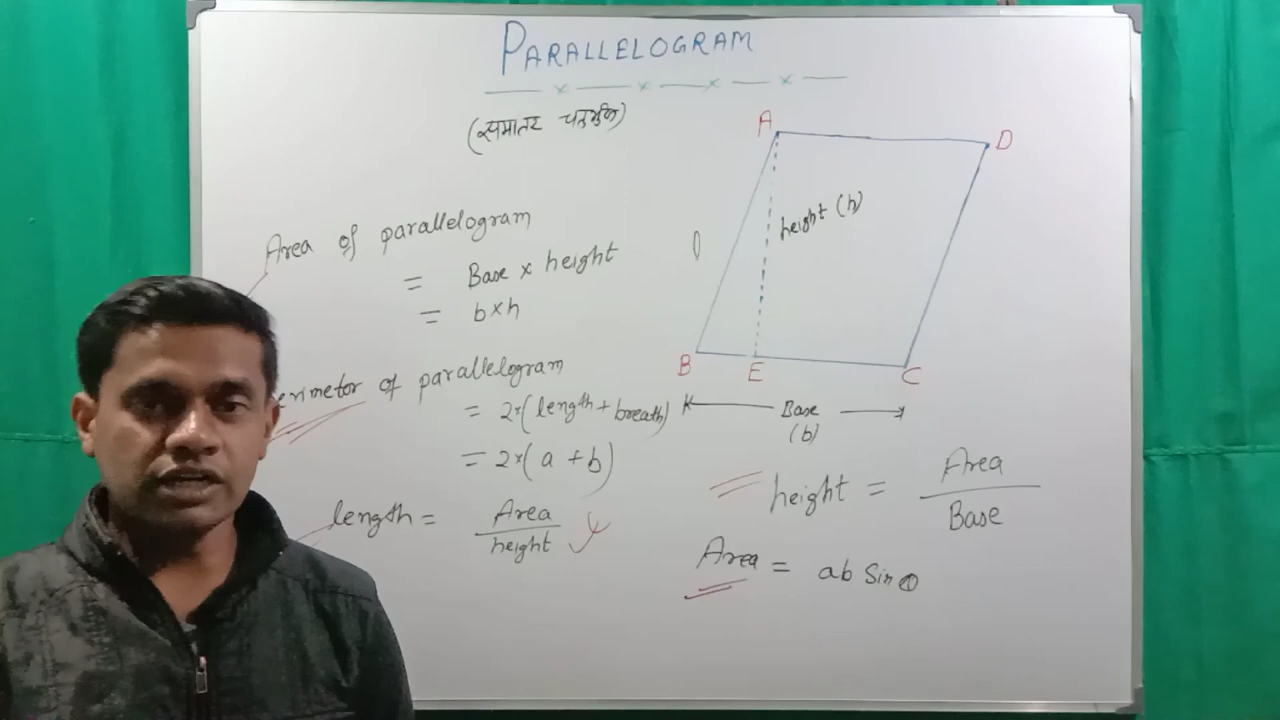 PARALLELOGRAM
(समातर चतुर्भुज)
A
D
height (h)
Area of parallelogram
= Base × height
= b×h
B
E
C
Base
(b)
erimetor of parallelogram
= 2×(length + breath)
= 2×(a + b)
length = Area
height
height = Area
Base
Area = ab Sin θ